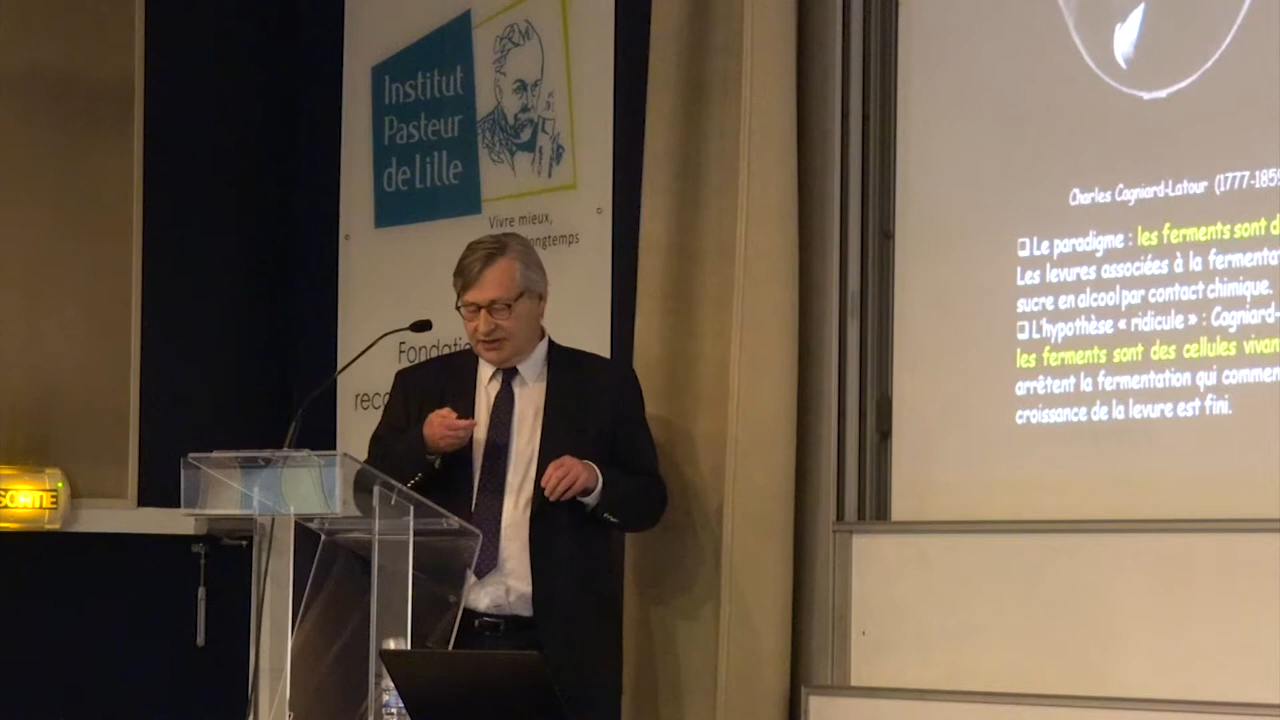 Institut
Pasteur
de Lille
Vivre mieux,
longtemps
Fondatio
reco
SORTIE
Charles Cagniard-Latour (1777-1859
❑Le paradigme : les ferments sont d
Les levures associées à la fermentat
sucre en alcool par contact chimique.
❑L'hypothèse « ridicule » : Cagniard-
les ferments sont des cellules vivan
arrêtent la fermentation qui commen
croissance de la levure est fini.